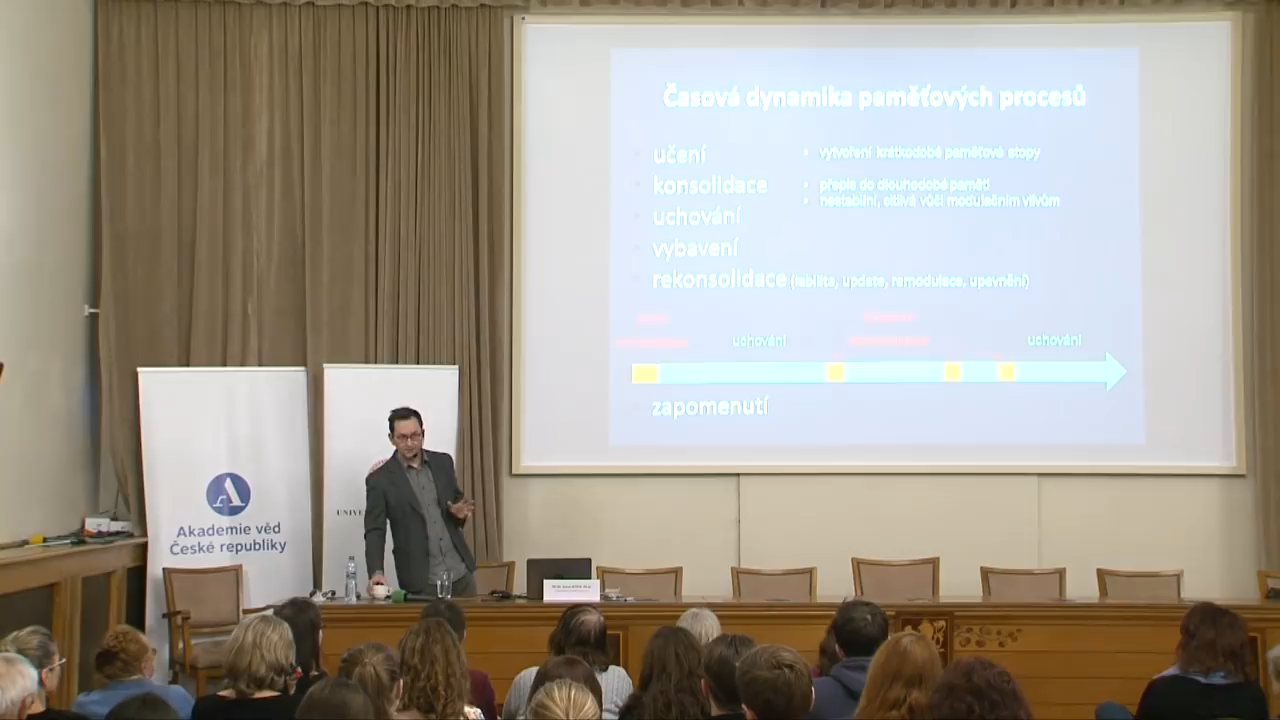 Časová dynamika paměťových procesů
učení
• vytvoření krátkodobé paměťové stopy
konsolidace
• přepis do dlouhodobé paměti
• nestabilní, citlivá vůči modulačním vlivům
uchování
vybavení
rekonsolidace (labilita, update, remodulace, upevnění)
uchování
uchování
zapomenutí
Akademie věd
České republiky